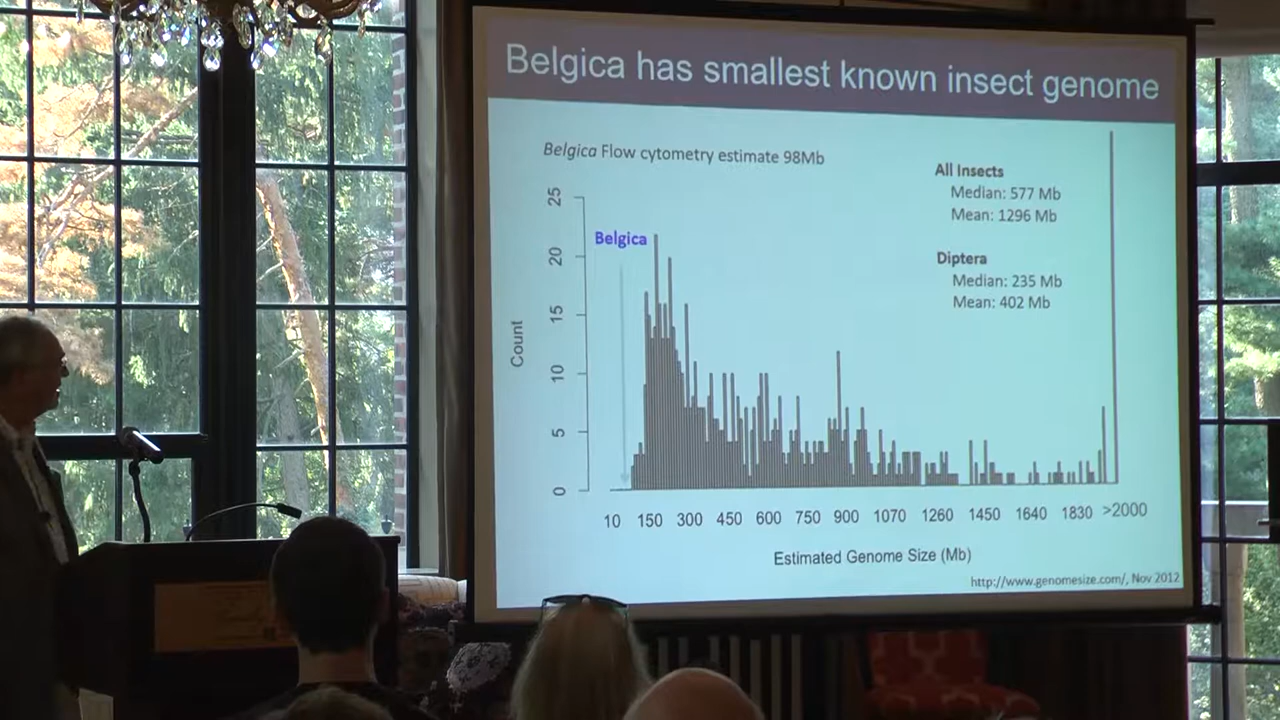 Belgica has smallest known insect genome
Belgica Flow cytometry estimate 98Mb
All Insects
Median: 577 Mb
Mean: 1296 Mb
Diptera
Median: 235 Mb
Mean: 402 Mb
Belgica
25
20
15
10
5
0
Count
10 150 300 450 600 750 900 1070 1260 1450 1640 1830 >2000
Estimated Genome Size (Mb)
http://www.genomesize.com/, Nov 2012